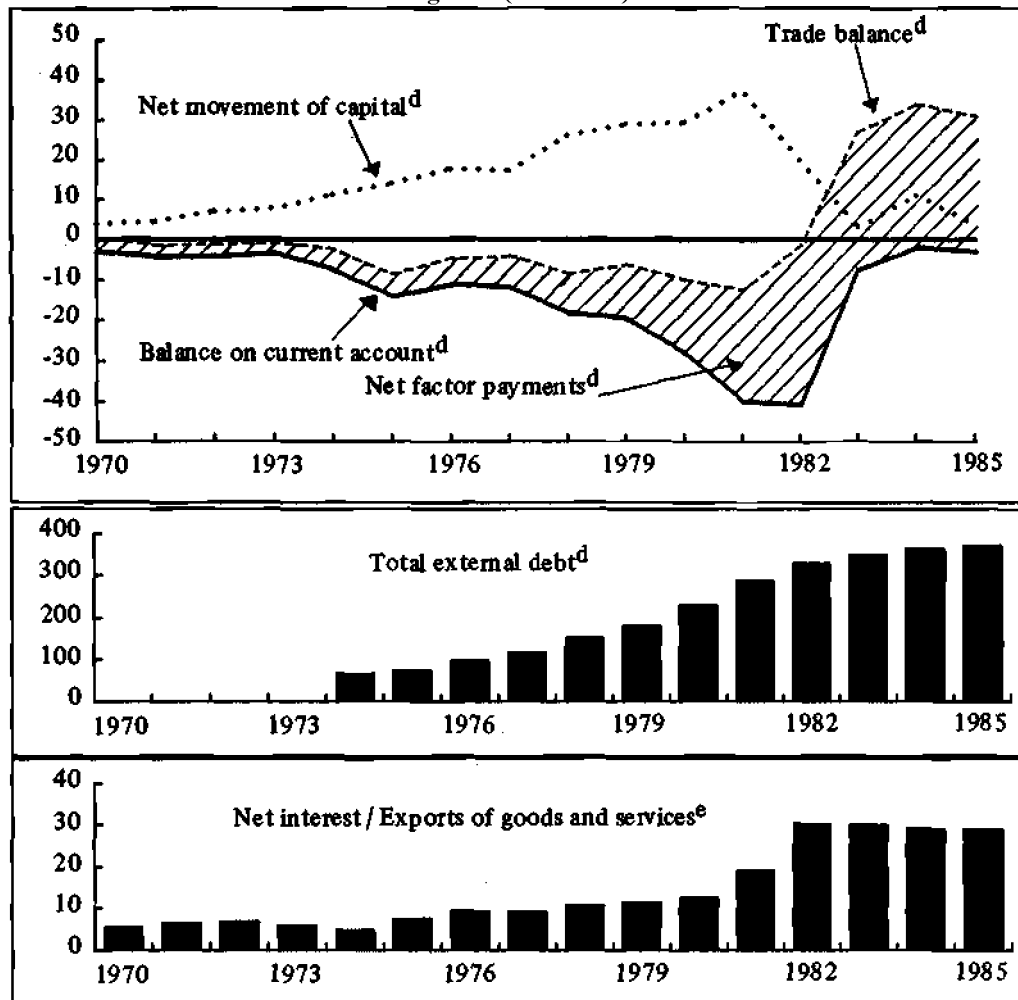 50
Trade balanceᵈ
40
Net movement of capitalᵈ
30
20
10
0
-10
-20
Balance on current accountᵈ
-30
Net factor paymentsᵈ
-40
-50
1970 1973 1976 1979 1982 1985
400
Total external debtᵈ
300
200
100
0
1970 1973 1976 1979 1982 1985
40
Net interest / Exports of goods and servicesᵉ
30
20
10
0
1970 1973 1976 1979 1982 1985